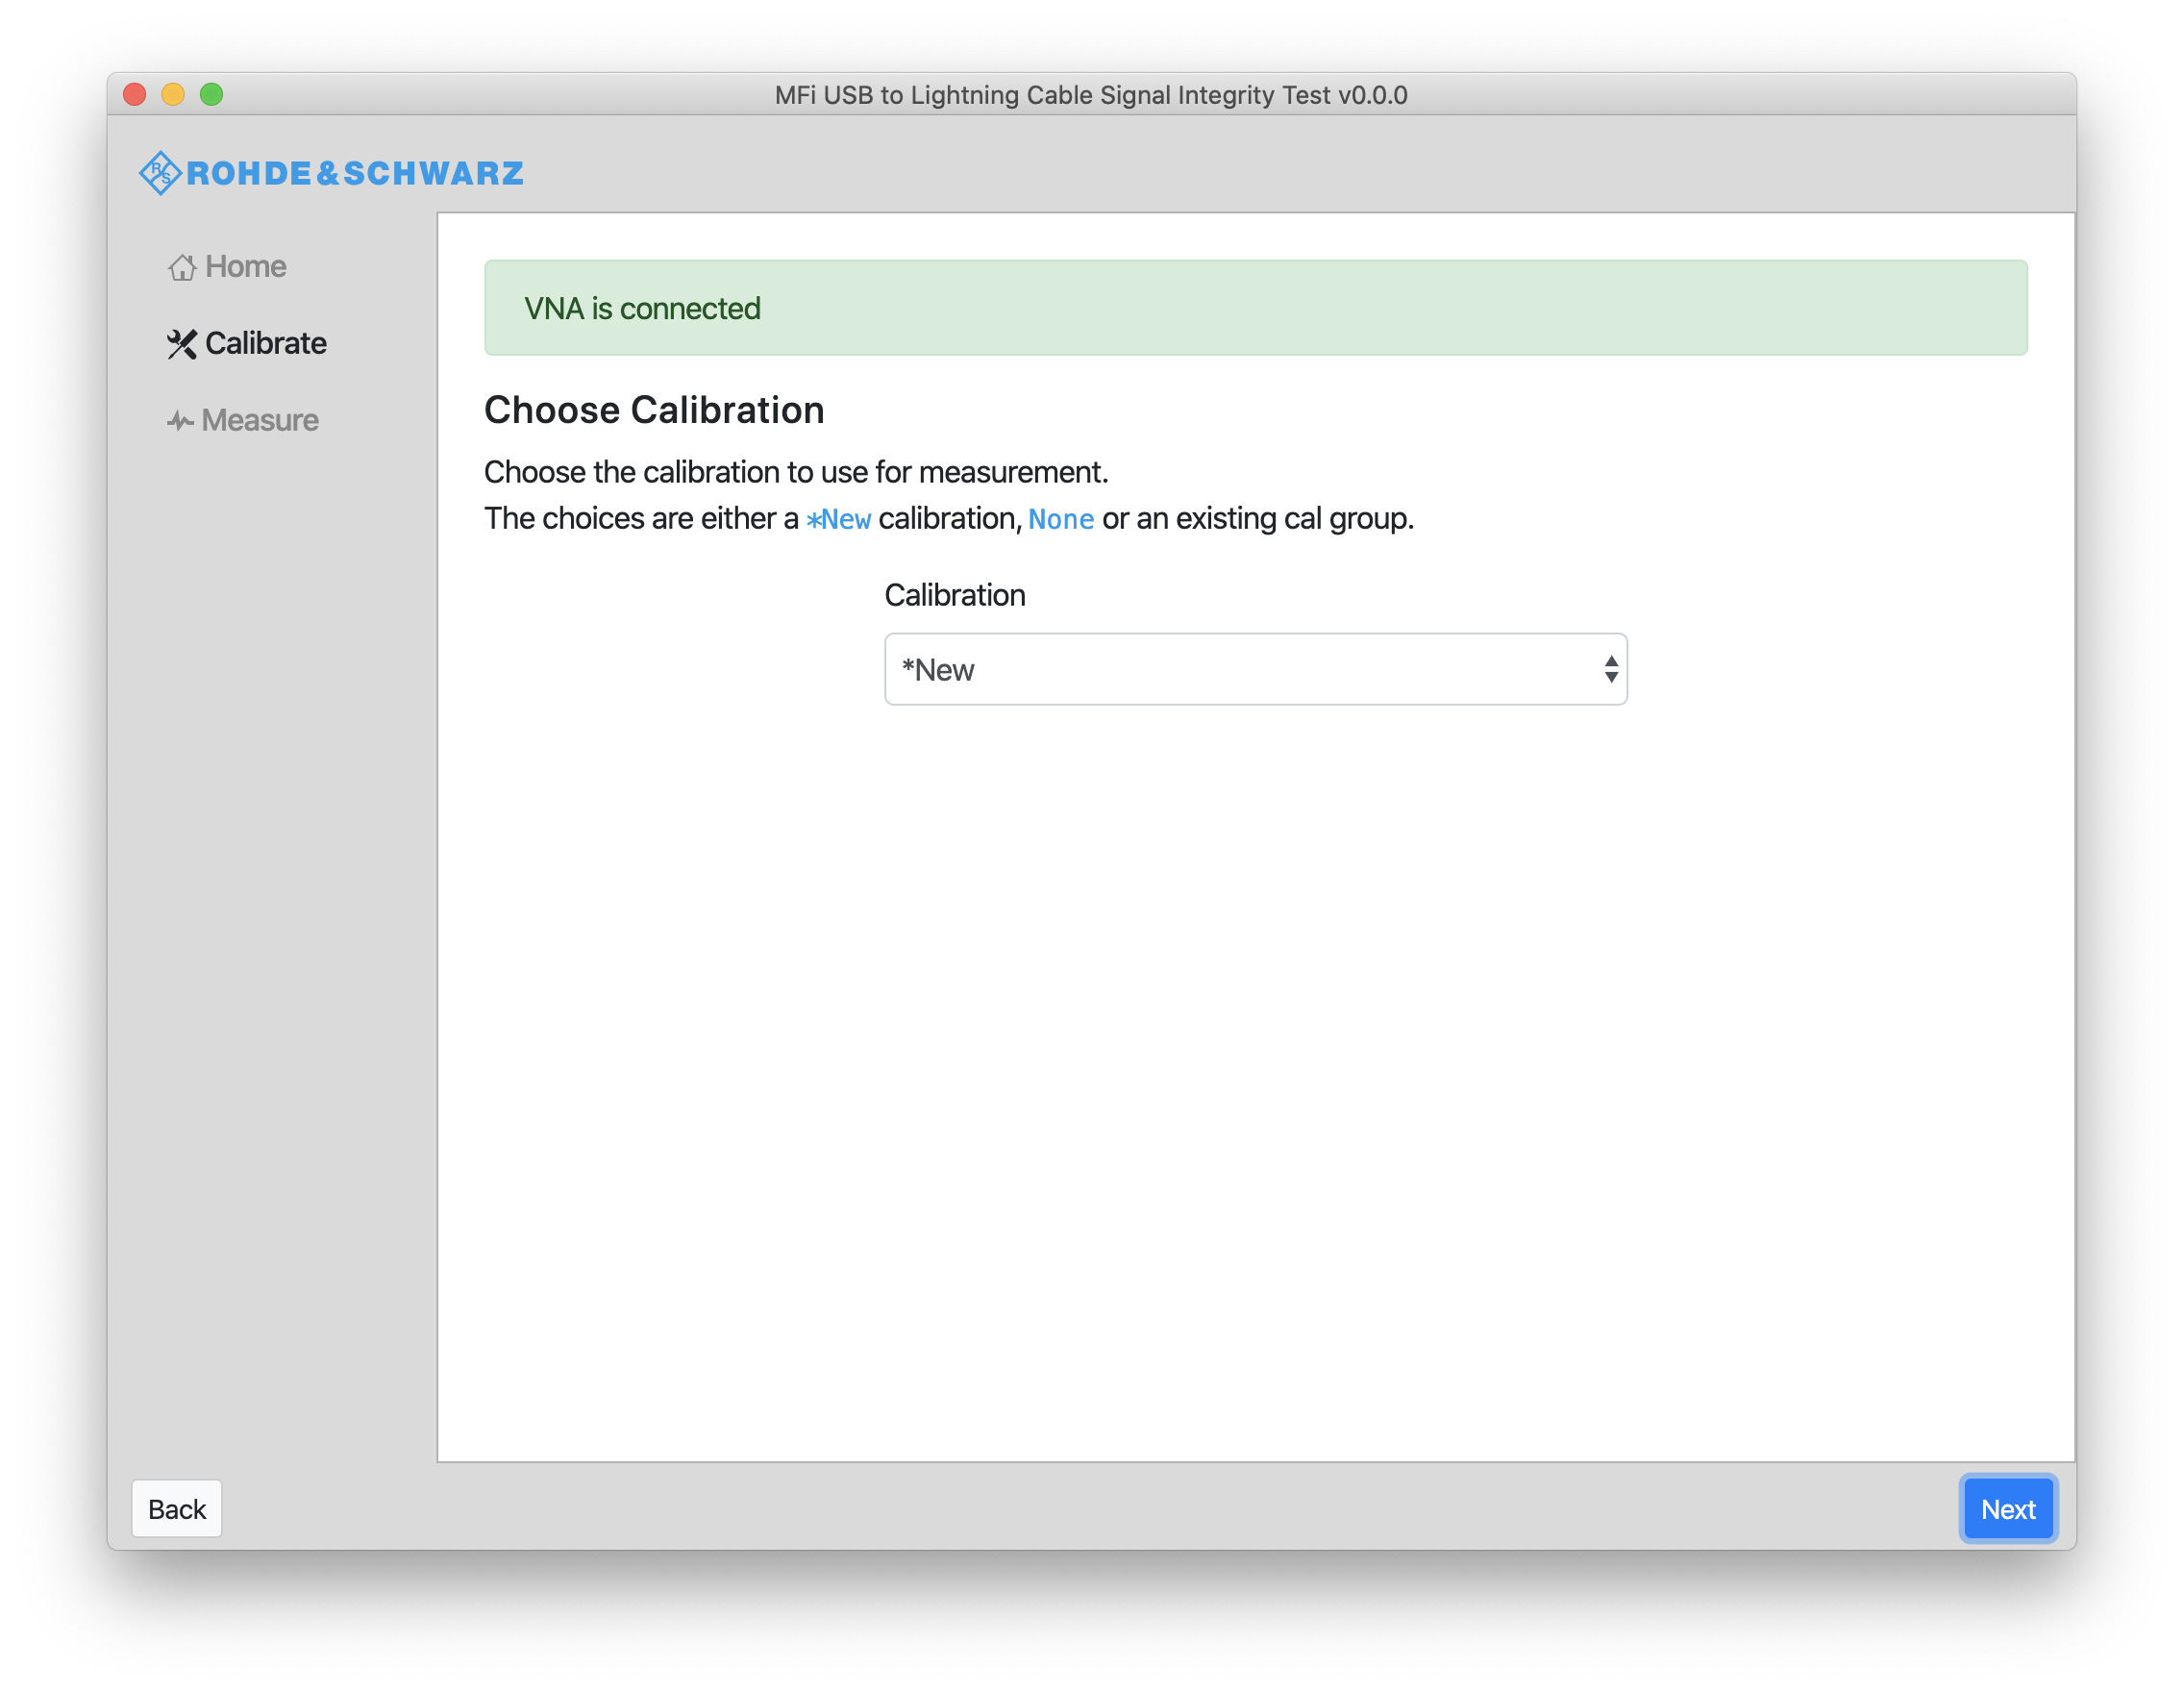 MFi USB to Lightning Cable Signal Integrity Test v0.0.0
RS ROHDE&SCHWARZ
Home
Calibrate
Measure
VNA is connected
Choose Calibration
Choose the calibration to use for measurement.
The choices are either a *New calibration, None or an existing cal group.
Calibration
*New
Back
Next